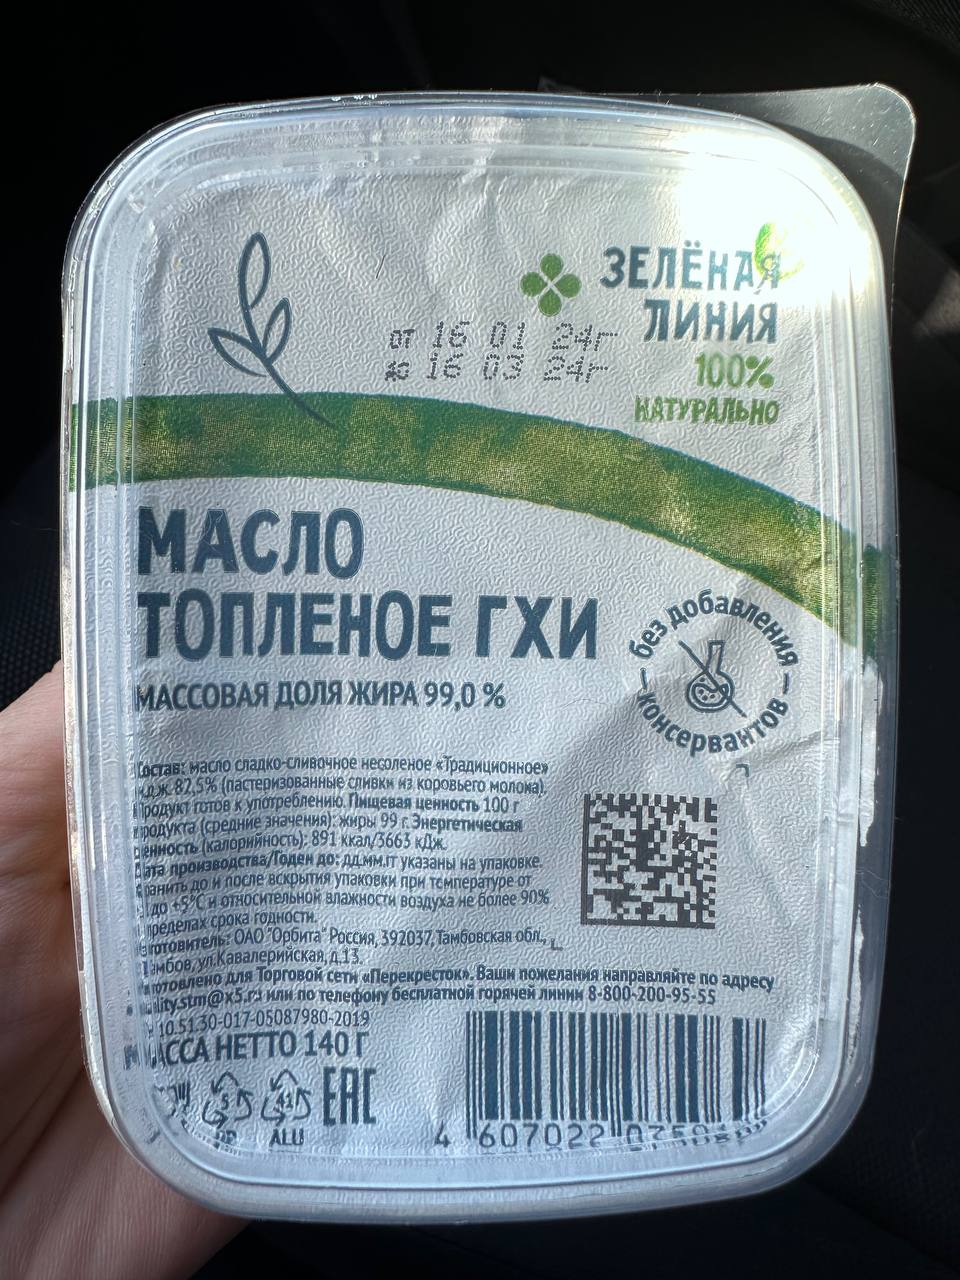 ЗЕЛЁНАЯ
ЛИНИЯ
100%
НАТУРАЛЬНО
от 16 01 24г
до 16 03 24г
МАСЛО
ТОПЛЕНОЕ ГХИ
МАССОВАЯ ДОЛЯ ЖИРА 99,0 %
без добавления
консервантов
Состав: масло сладко-сливочное несоленое «Традиционное»
м.д.ж. 82,5% (пастеризованные сливки из коровьего молока).
Продукт готов к употреблению. Пищевая ценность 100 г
продукта (средние значения): жиры 99 г. Энергетическая
ценность (калорийность): 891 ккал/3663 кДж.
Дата производства/Годен до: дд.мм.гг указаны на упаковке.
Хранить до и после вскрытия упаковки при температуре от
до +5°C и относительной влажности воздуха не более 90%
пределах срока годности.
Изготовитель: ОАО "Орбита" Россия, 392037, Тамбовская обл.,
Тамбов, ул.Кавалерийская, д.13.
Изготовлено для Торговой сети «Перекресток». Ваши пожелания направляйте по адресу
quality.stm@x5.ru или по телефону бесплатной горячей линии 8-800-200-95-55
10.51.30-017-05087980-2019
МАССА НЕТТО 140 Г
5
41
EAC
PP
ALU
4 607022